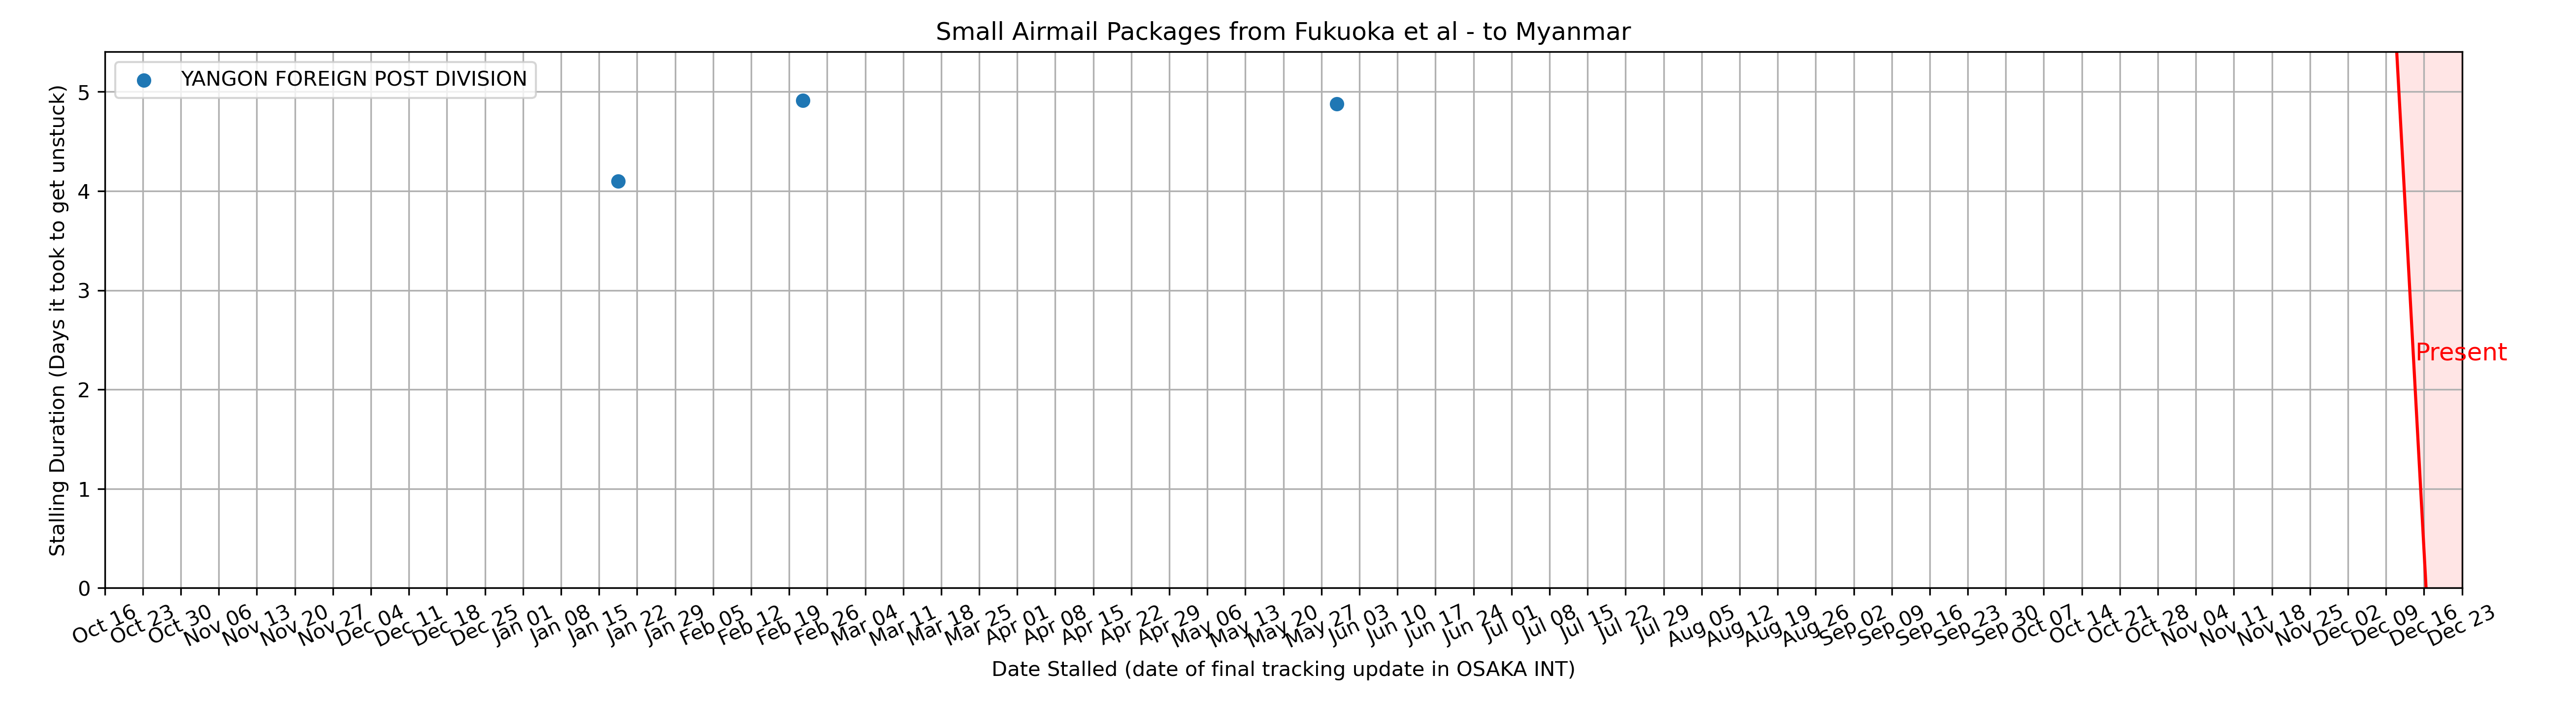 Small Airmail Packages from Fukuoka et al - to Myanmar
YANGON FOREIGN POST DIVISION
Stalling Duration (Days it took to get unstuck)
5
4
3
2
1
0
Present
Oct 16 Oct 23 Oct 30 Nov 06 Nov 13 Nov 20 Nov 27 Dec 04 Dec 11 Dec 18 Dec 25 Jan 01 Jan 08 Jan 15 Jan 22 Jan 29 Feb 05 Feb 12 Feb 19 Feb 26 Mar 04 Mar 11 Mar 18 Mar 25 Apr 01 Apr 08 Apr 15 Apr 22 Apr 29 May 06 May 13 May 20 May 27 Jun 03 Jun 10 Jun 17 Jun 24 Jul 01 Jul 08 Jul 15 Jul 22 Jul 29 Aug 05 Aug 12 Aug 19 Aug 26 Sep 02 Sep 09 Sep 16 Sep 23 Sep 30 Oct 07 Oct 14 Oct 21 Oct 28 Nov 04 Nov 11 Nov 18 Nov 25 Dec 02 Dec 09 Dec 16 Dec 23
Date Stalled (date of final tracking update in OSAKA INT)